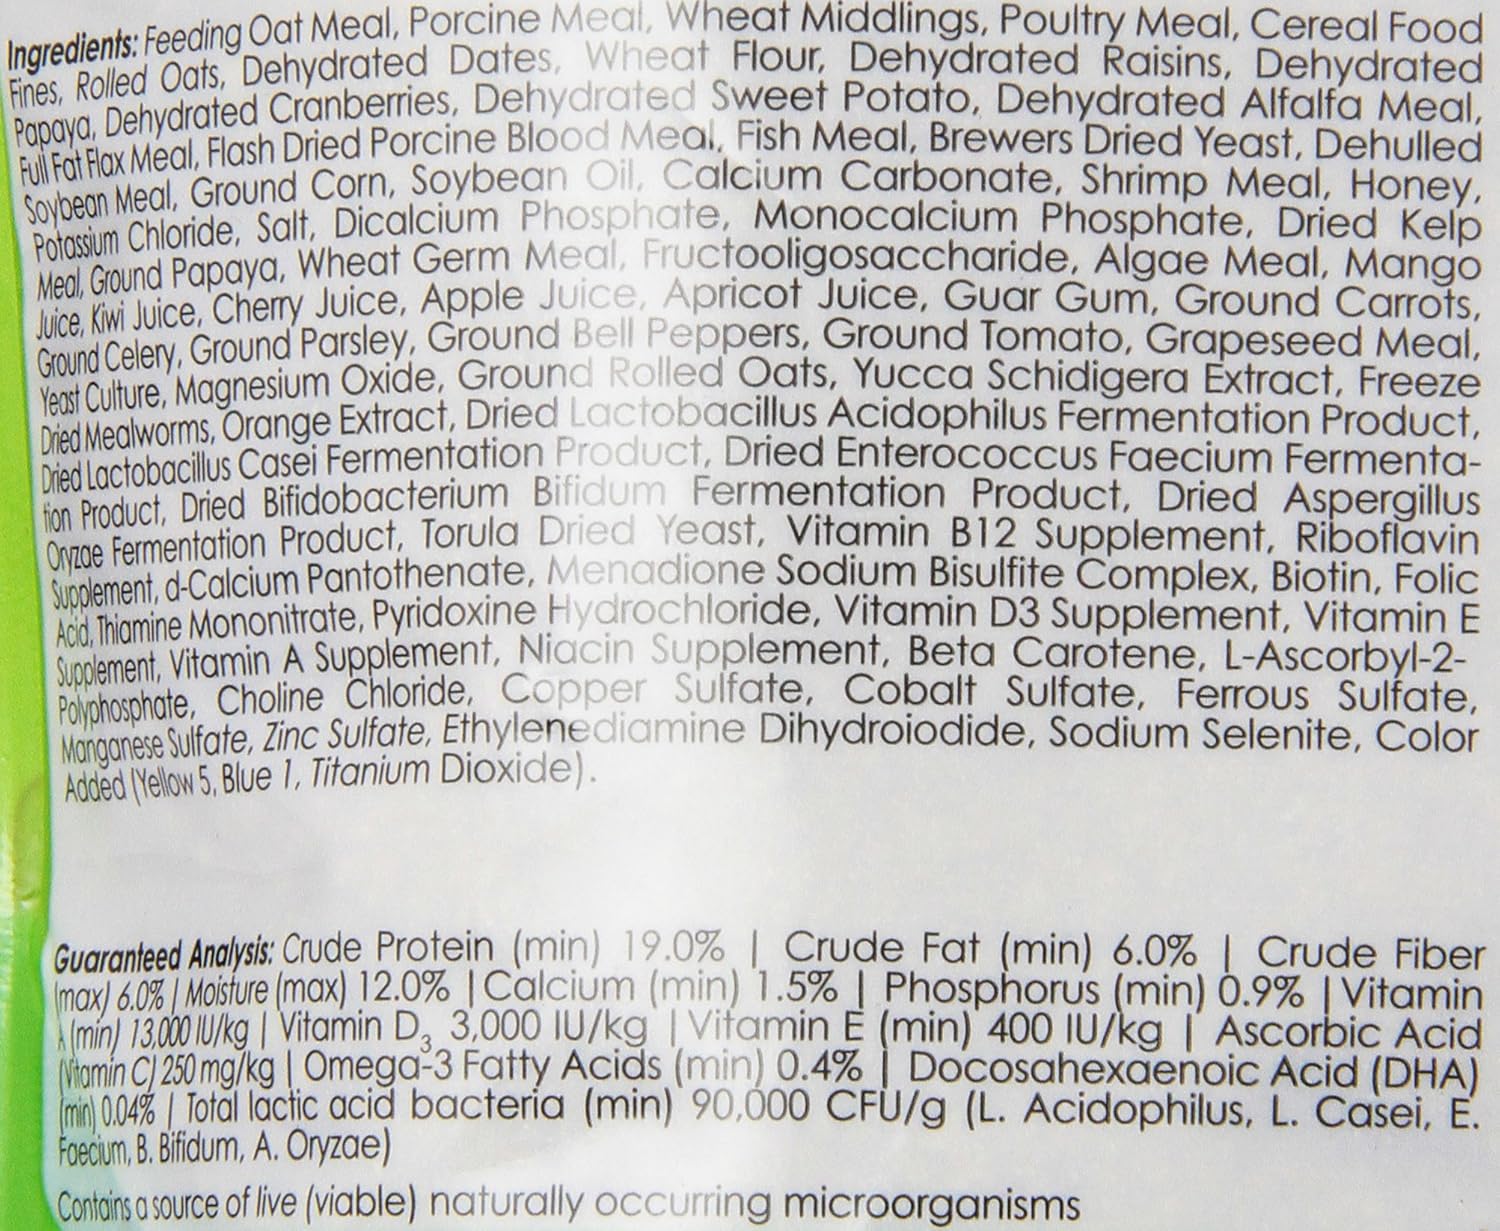 Ingredients: Feeding Oat Meal, Porcine Meal, Wheat Middlings, Poultry Meal, Cereal Food
Fines, Rolled Oats, Dehydrated Dates, Wheat Flour, Dehydrated Raisins, Dehydrated
Papaya, Dehydrated Cranberries, Dehydrated Sweet Potato, Dehydrated Alfalfa Meal,
Full Fat Flax Meal, Flash Dried Porcine Blood Meal, Fish Meal, Brewers Dried Yeast, Dehulled
Soybean Meal, Ground Corn, Soybean Oil, Calcium Carbonate, Shrimp Meal, Honey,
Potassium Chloride, Salt, Dicalcium Phosphate, Monocalcium Phosphate, Dried Kelp
Meal, Ground Papaya, Wheat Germ Meal, Fructooligosaccharide, Algae Meal, Mango
Juice, Kiwi Juice, Cherry Juice, Apple Juice, Apricot Juice, Guar Gum, Ground Carrots,
Ground Celery, Ground Parsley, Ground Bell Peppers, Ground Tomato, Grapeseed Meal,
Yeast Culture, Magnesium Oxide, Ground Rolled Oats, Yucca Schidigera Extract, Freeze
Dried Mealworms, Orange Extract, Dried Lactobacillus Acidophilus Fermentation Product,
Dried Lactobacillus Casei Fermentation Product, Dried Enterococcus Faecium Fermenta-
tion Product, Dried Bifidobacterium Bifidum Fermentation Product, Dried Aspergillus
Oryzae Fermentation Product, Torula Dried Yeast, Vitamin B12 Supplement, Riboflavin
Supplement, d-Calcium Pantothenate, Menadione Sodium Bisulfite Complex, Biotin, Folic
Acid, Thiamine Mononitrate, Pyridoxine Hydrochloride, Vitamin D3 Supplement, Vitamin E
Supplement, Vitamin A Supplement, Niacin Supplement, Beta Carotene, L-Ascorbyl-2-
Polyphosphate, Choline Chloride, Copper Sulfate, Cobalt Sulfate, Ferrous Sulfate,
Manganese Sulfate, Zinc Sulfate, Ethylenediamine Dihydroiodide, Sodium Selenite, Color
Added (Yellow 5, Blue 1, Titanium Dioxide).
Guaranteed Analysis: Crude Protein (min) 19.0% | Crude Fat (min) 6.0% | Crude Fiber
(max) 6.0% | Moisture (max) 12.0% | Calcium (min) 1.5% | Phosphorus (min) 0.9% | Vitamin
A (min) 13,000 IU/kg | Vitamin D₃ 3,000 IU/kg | Vitamin E (min) 400 IU/kg | Ascorbic Acid
(Vitamin C) 250 mg/kg | Omega-3 Fatty Acids (min) 0.4% | Docosahexaenoic Acid (DHA)
(min) 0.04% | Total lactic acid bacteria (min) 90,000 CFU/g (L. Acidophilus, L. Casei, E.
Faecium, B. Bifidum, A. Oryzae)
Contains a source of live (viable) naturally occurring microorganisms